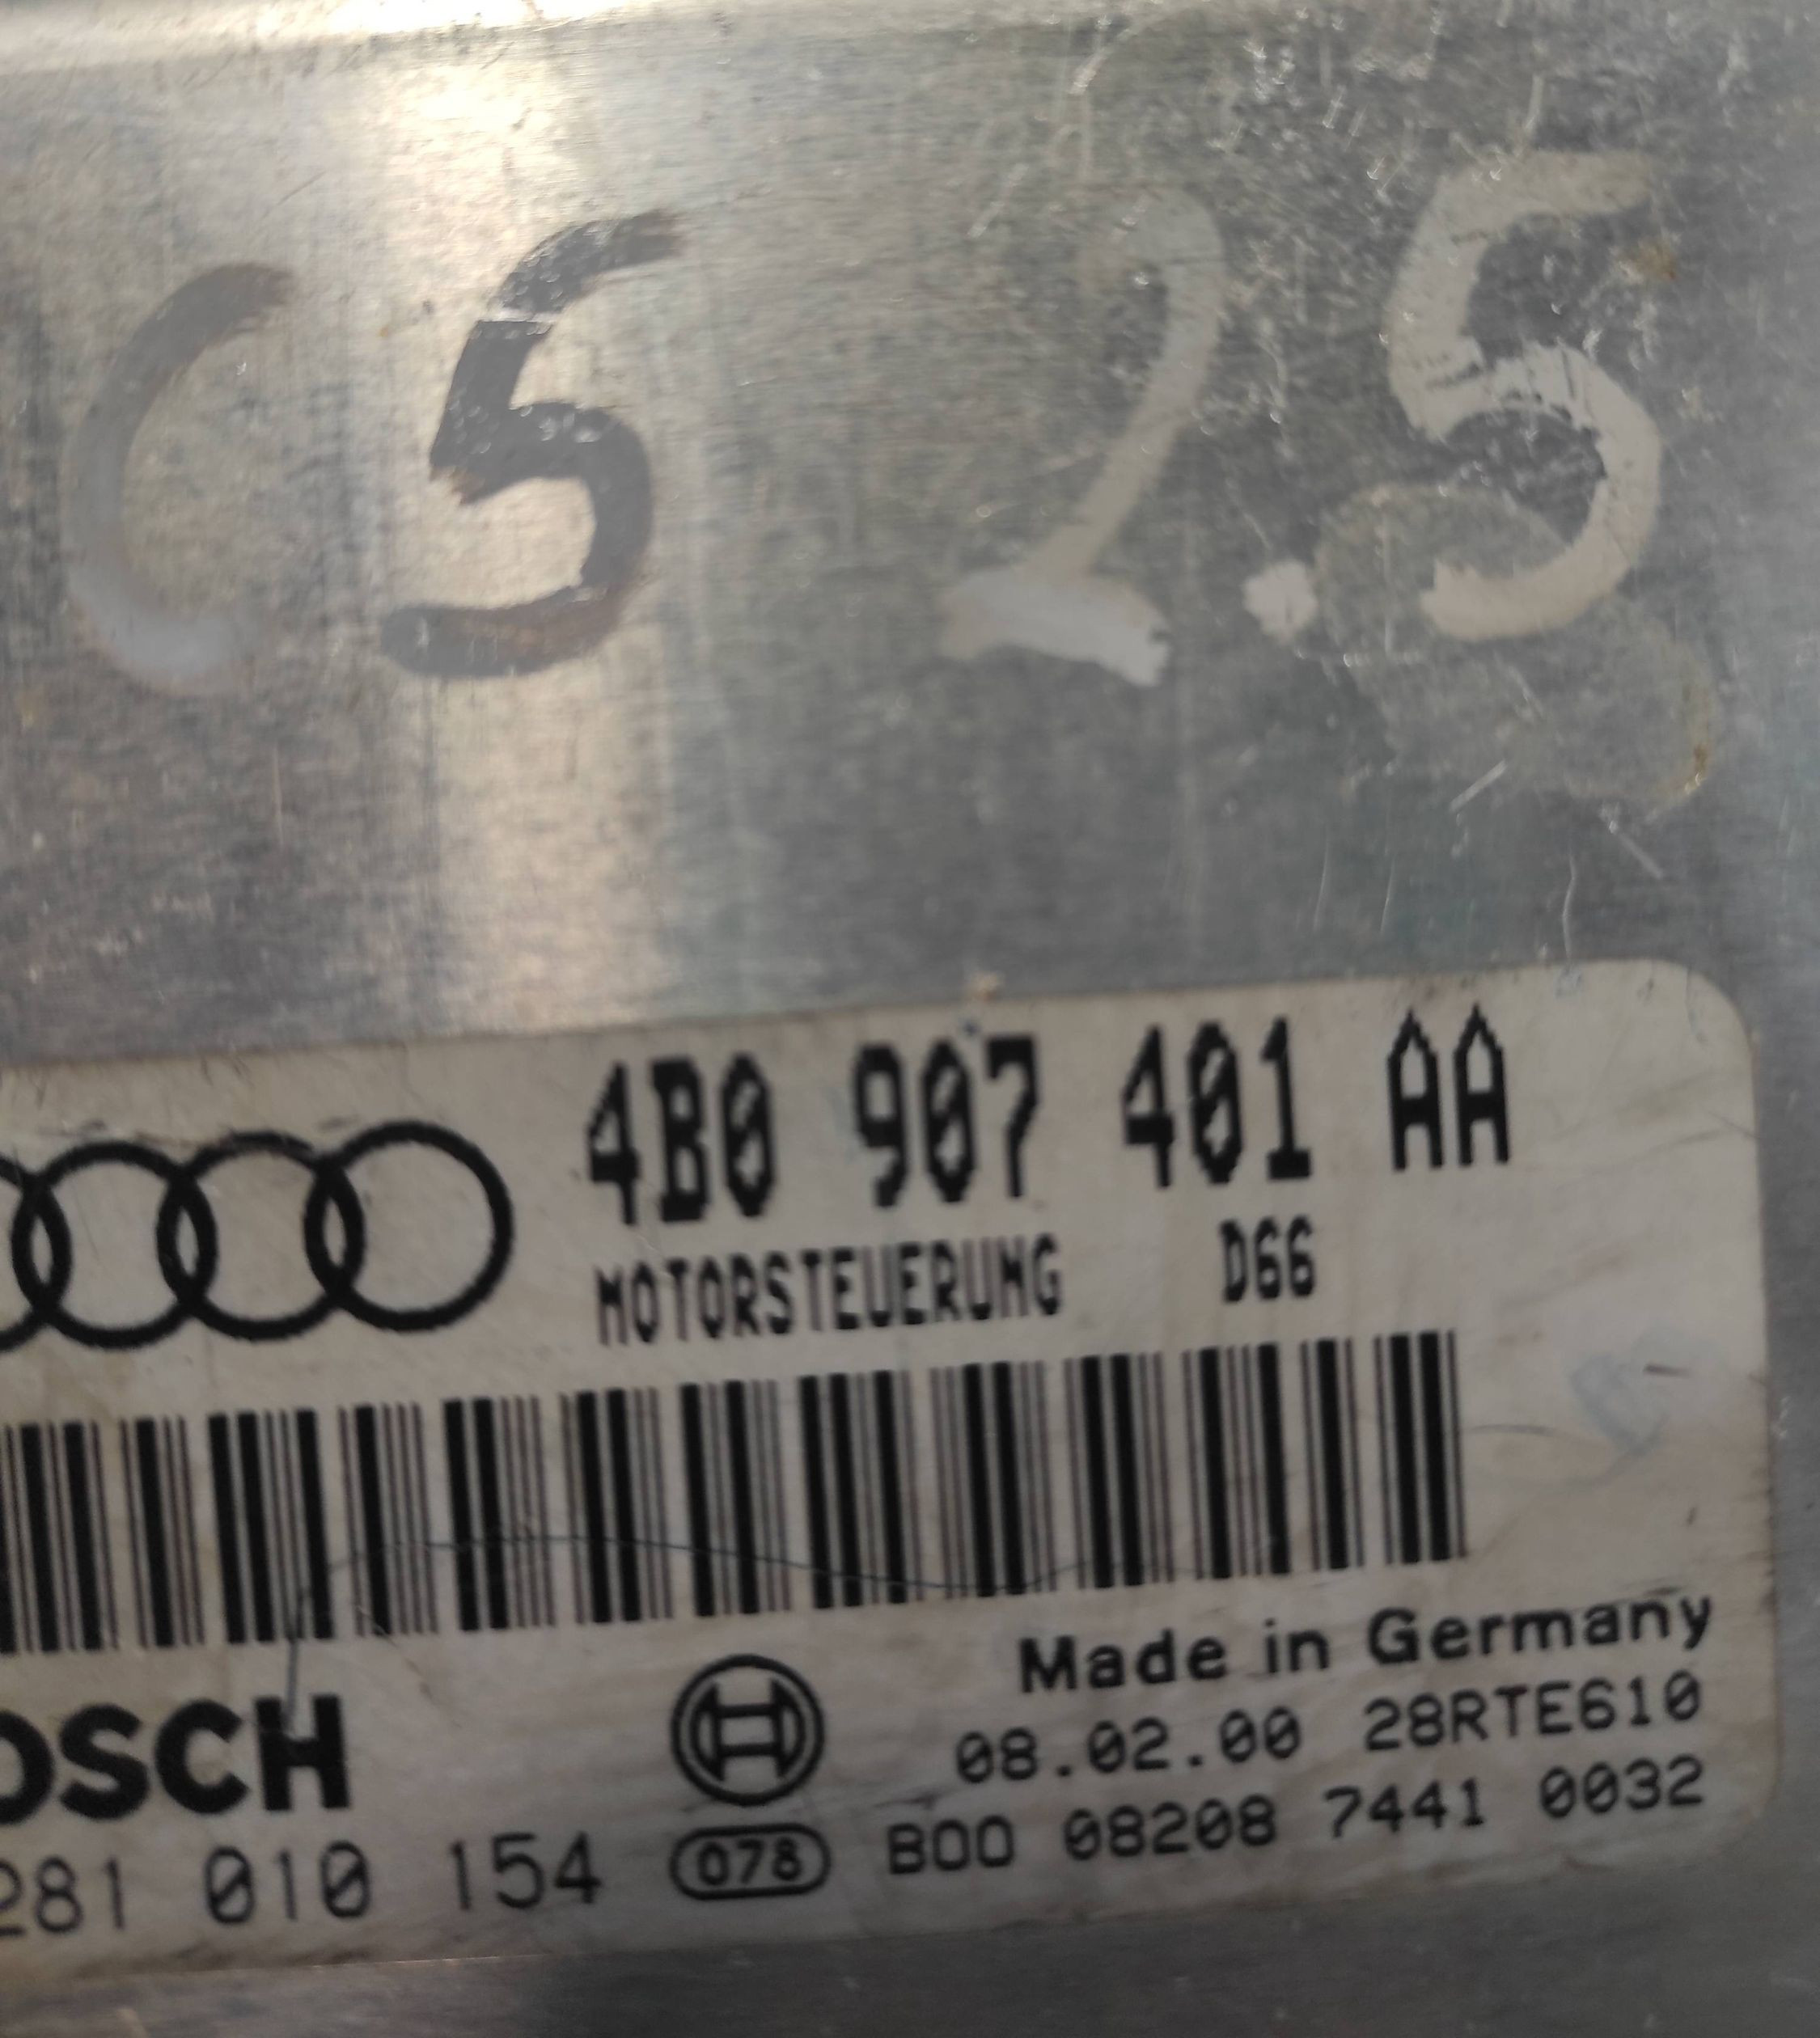 C5 2.5
4B0 907 401 AA
MOTORSTEUERUNG D66
Made in Germany
OSCH
08.02.00 28RTE610
281 010 154 078 B00 08208 7441 0032